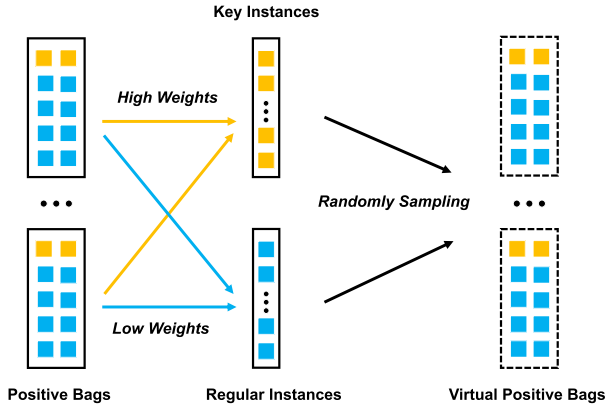 Key Instances
High Weights
Randomly Sampling
Low Weights
Positive Bags
Regular Instances
Virtual Positive Bags